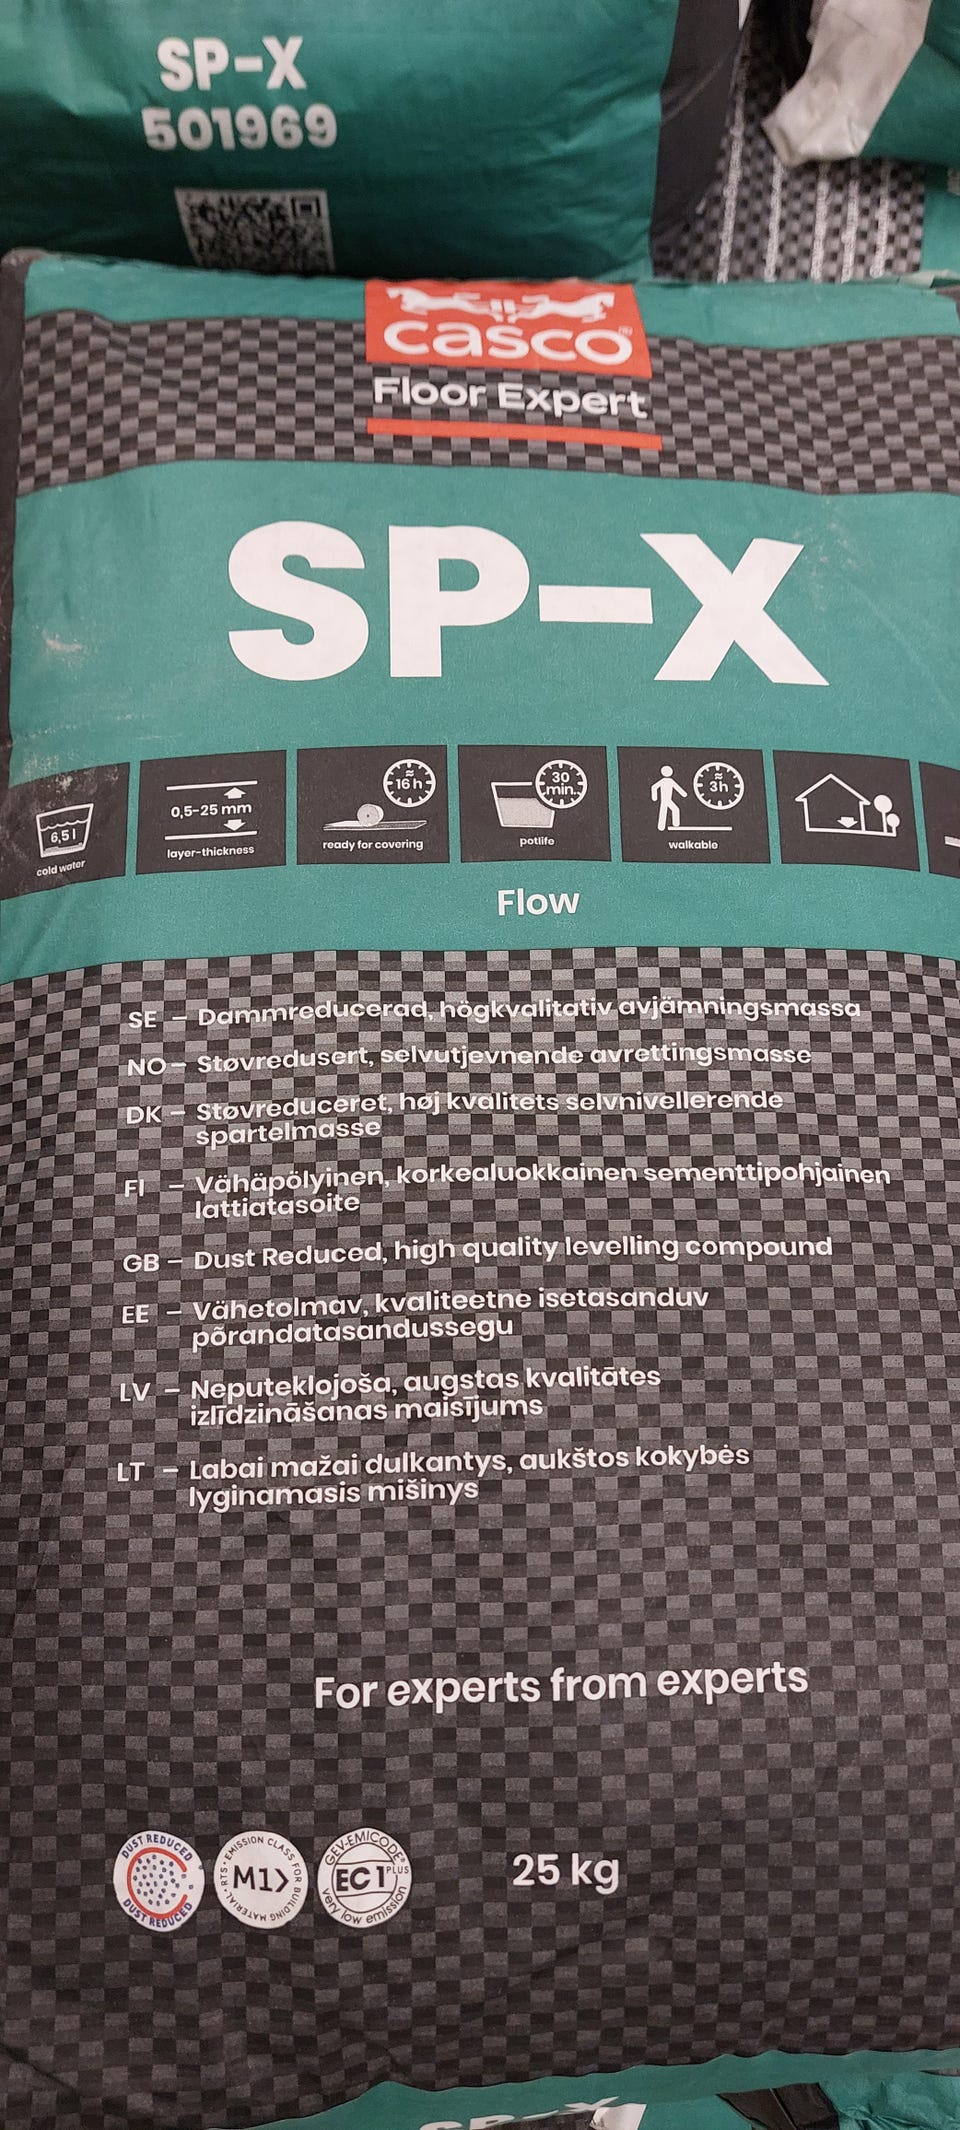 SP-X
501969
casco
Floor Expert
SP-X
6,5 l
cold water
0,5-25 mm
layer-thickness
≈
16 h
ready for covering
30
min.
potlife
≈
3h
walkable
Flow
SE – Dammreducerad, högkvalitativ avjämningsmassa
NO – Støvredusert, selvutjevnende avrettingsmasse
DK – Støvreduceret, høj kvalitets selvnivellerende
spartelmasse
FI – Vähäpölyinen, korkealuokkainen sementtipohjainen
lattiatasoite
GB – Dust Reduced, high quality levelling compound
EE – Vähetolmav, kvaliteetne isetasanduv
põrandatasandussegu
LV – Neputeklojoša, augstas kvalitātes
izlīdzināšanas maisījums
LT – Labai mažai dulkantys, aukštos kokybės
lyginamasis mišinys
For experts from experts
DUST REDUCED
DUST REDUCED
M1
RTS • EMISSION CLASS FOR BUILDING MATERIAL •
GEV-EMICODE®
EC1 PLUS
very low emission
25 kg
SP-X